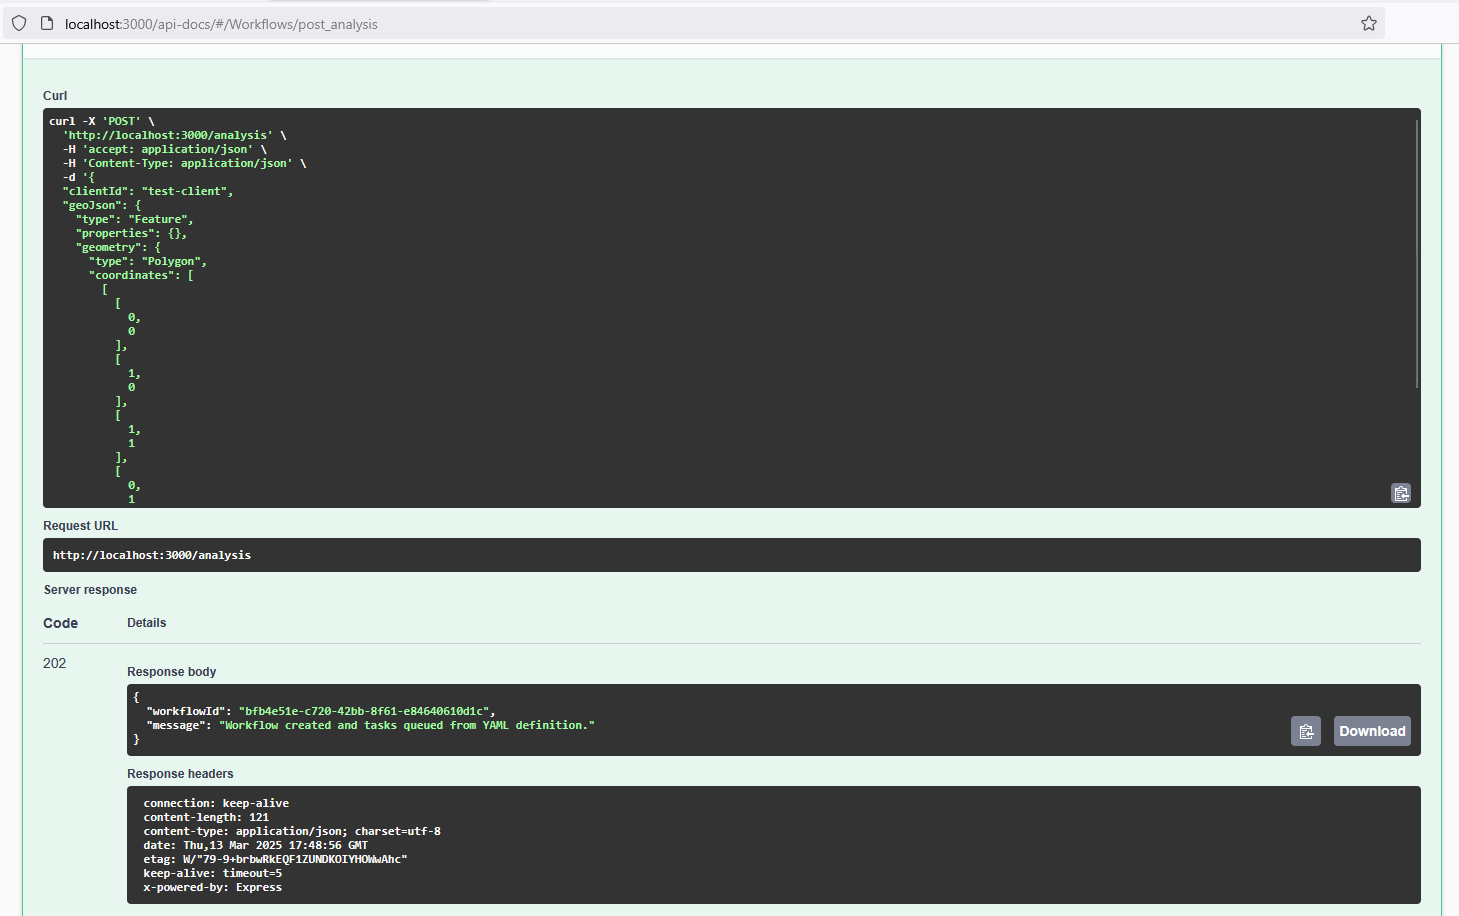 localhost:3000/api-docs/#/Workflows/post_analysis
Curl
curl -X 'POST' \
  'http://localhost:3000/analysis' \
  -H 'accept: application/json' \
  -H 'Content-Type: application/json' \
  -d '{
  "clientId": "test-client",
  "geoJson": {
    "type": "Feature",
    "properties": {},
    "geometry": {
      "type": "Polygon",
      "coordinates": [
        [
          [
            0,
            0
          ],
          [
            1,
            0
          ],
          [
            1,
            1
          ],
          [
            0,
            1
Request URL
http://localhost:3000/analysis
Server response
Code Details
202
Response body
{
  "workflowId": "bfb4e51e-c720-42bb-8f61-e84640610d1c",
  "message": "Workflow created and tasks queued from YAML definition."
}
Download
Response headers
connection: keep-alive
content-length: 121
content-type: application/json; charset=utf-8
date: Thu,13 Mar 2025 17:48:56 GMT
etag: W/"79-9+brbwRkEQF1ZUNDKOIYHOWwAhc"
keep-alive: timeout=5
x-powered-by: Express